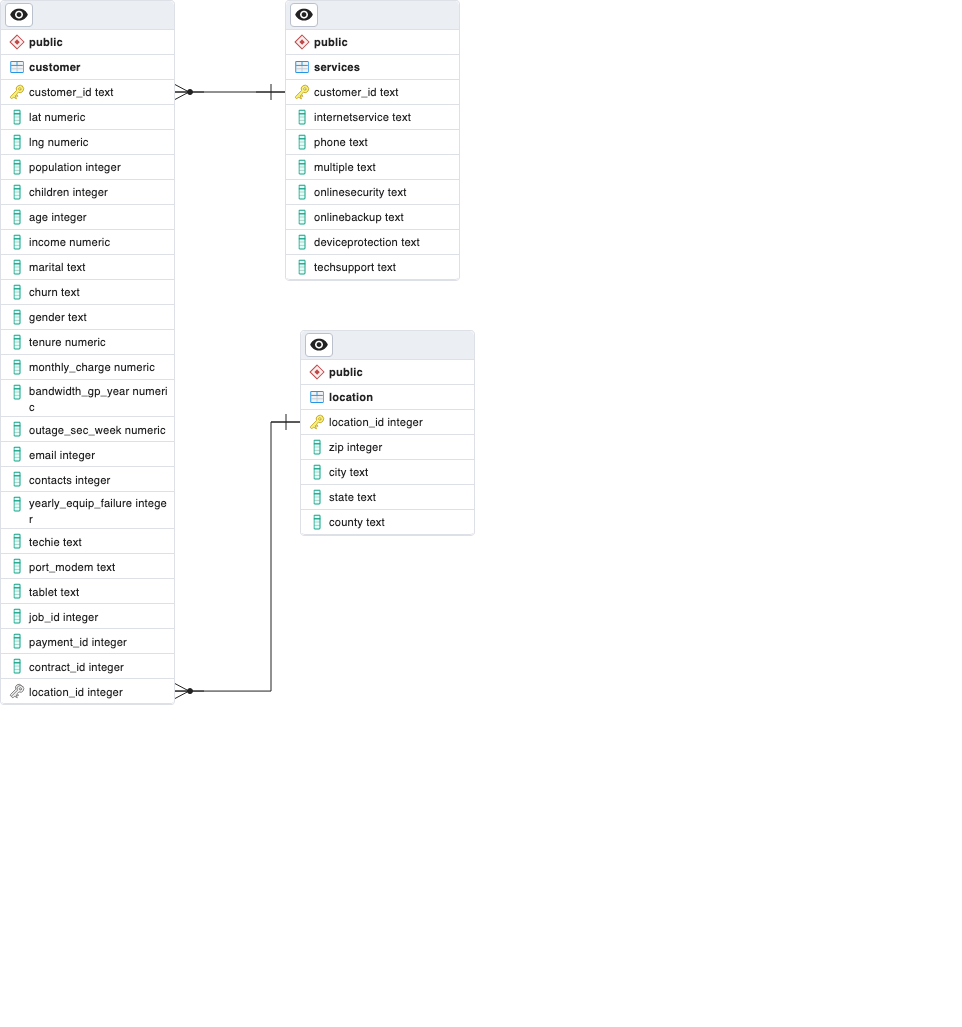 public
customer
customer_id text
lat numeric
lng numeric
population integer
children integer
age integer
income numeric
marital text
churn text
gender text
tenure numeric
monthly_charge numeric
bandwidth_gp_year numeri
c
outage_sec_week numeric
email integer
contacts integer
yearly_equip_failure intege
r
techie text
port_modem text
tablet text
job_id integer
payment_id integer
contract_id integer
location_id integer
public
services
customer_id text
internetservice text
phone text
multiple text
onlinesecurity text
onlinebackup text
deviceprotection text
techsupport text
public
location
location_id integer
zip integer
city text
state text
county text